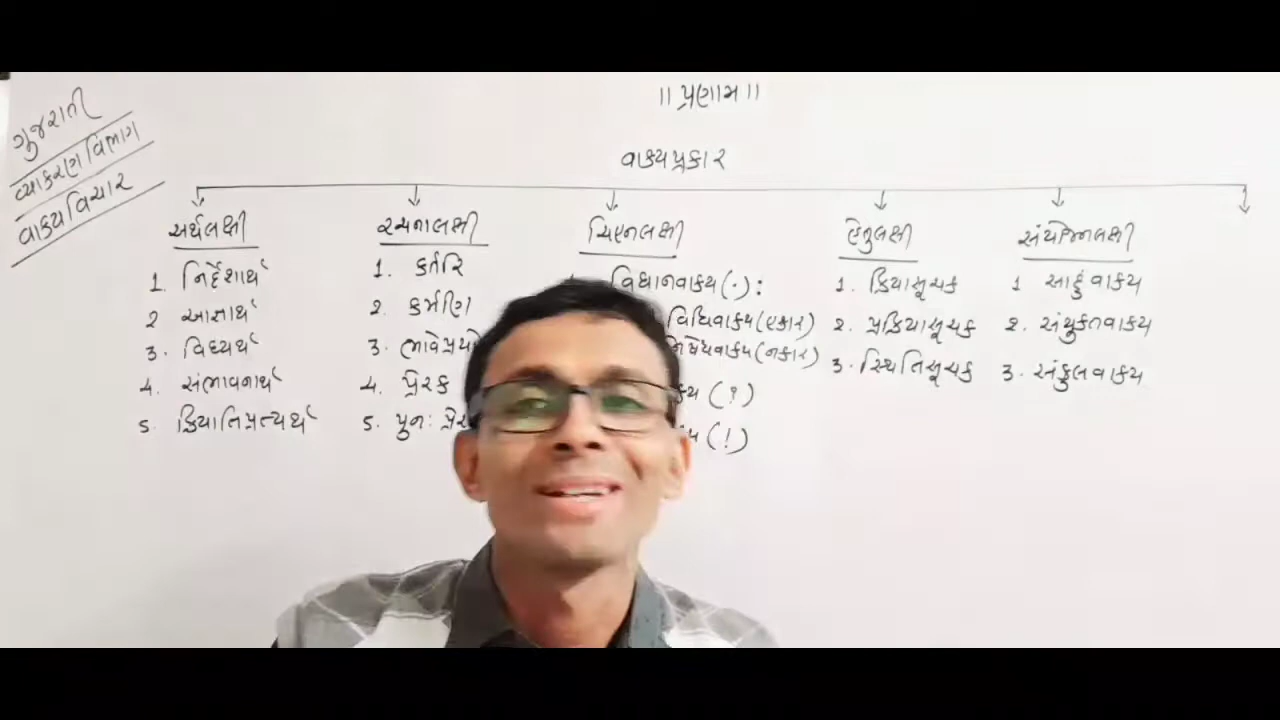 ॥ પ્રણામ ॥
ગુજરાતી
વ્યાકરણ વિભાગ
વાક્ય વિચાર
વાક્યપ્રકાર
અર્થલક્ષી
1. નિર્દેશાર્થ
2 આજ્ઞાર્થ
3. વિધ્યર્થ
4. સંભાવનાર્થ
5. ક્રિયાતિપ્રત્યર્થ
રચનાલક્ષી
1. કર્તરિ
2. કર્મણિ
3. ભાવેપ્રયો
4. પ્રેરક
5. પુનઃ પ્રેર
ચિહ્નલક્ષી
વિધાનવાક્ય (.) :
વિધિવાક્ય (હકાર)
નિષેધવાક્ય (નકાર)
ક્ય (?)
(!)
હેતુલક્ષી
1. ક્રિયાસૂચક
2. પ્રક્રિયાસૂચક
3. સ્થિતિસૂચક
સંયોજનલક્ષી
1 સાદુંવાક્ય
2. સંયુક્તવાક્ય
3. સંકુલવાક્ય